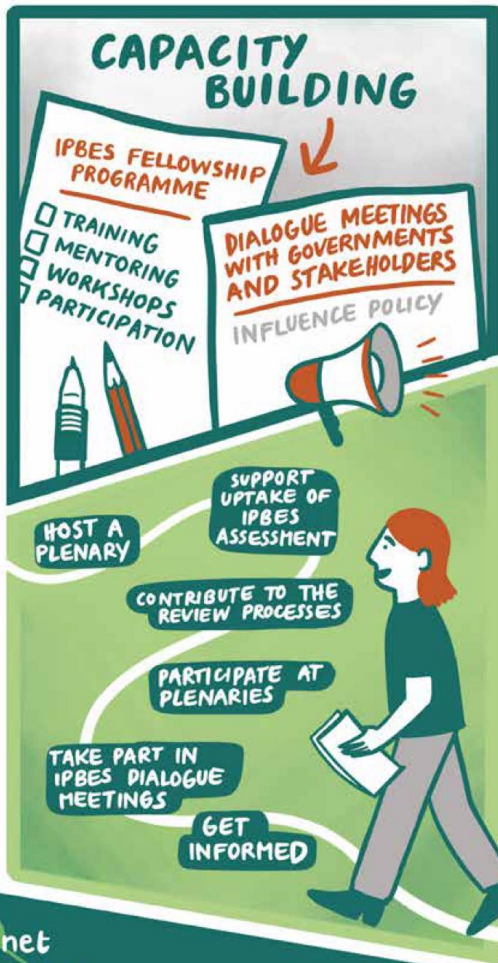 CAPACITY
BUILDING
IPBES FELLOWSHIP
PROGRAMME
TRAINING
MENTORING
WORKSHOPS
PARTICIPATION
DIALOGUE MEETINGS
WITH GOVERNMENTS
AND STAKEHOLDERS
INFLUENCE POLICY
HOST A
PLENARY
SUPPORT
UPTAKE OF
IPBES
ASSESSMENT
CONTRIBUTE TO THE
REVIEW PROCESSES
PARTICIPATE AT
PLENARIES
TAKE PART IN
IPBES DIALOGUE
MEETINGS
GET
INFORMED
net